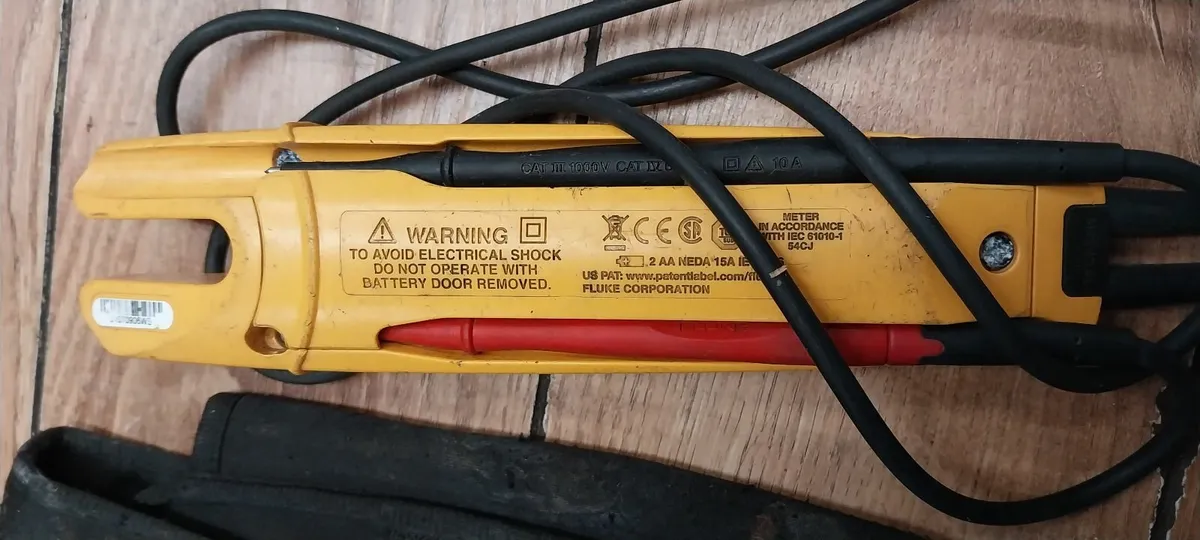 CAT III 1000V CAT IV
10 A
WARNING
TO AVOID ELECTRICAL SHOCK
DO NOT OPERATE WITH
BATTERY DOOR REMOVED.
CE
METER
IN ACCORDANCE
WITH IEC 61010-1
54CJ
2 AA NEDA 15A
US PAT: www.patentlabel.com/
FLUKE CORPORATION